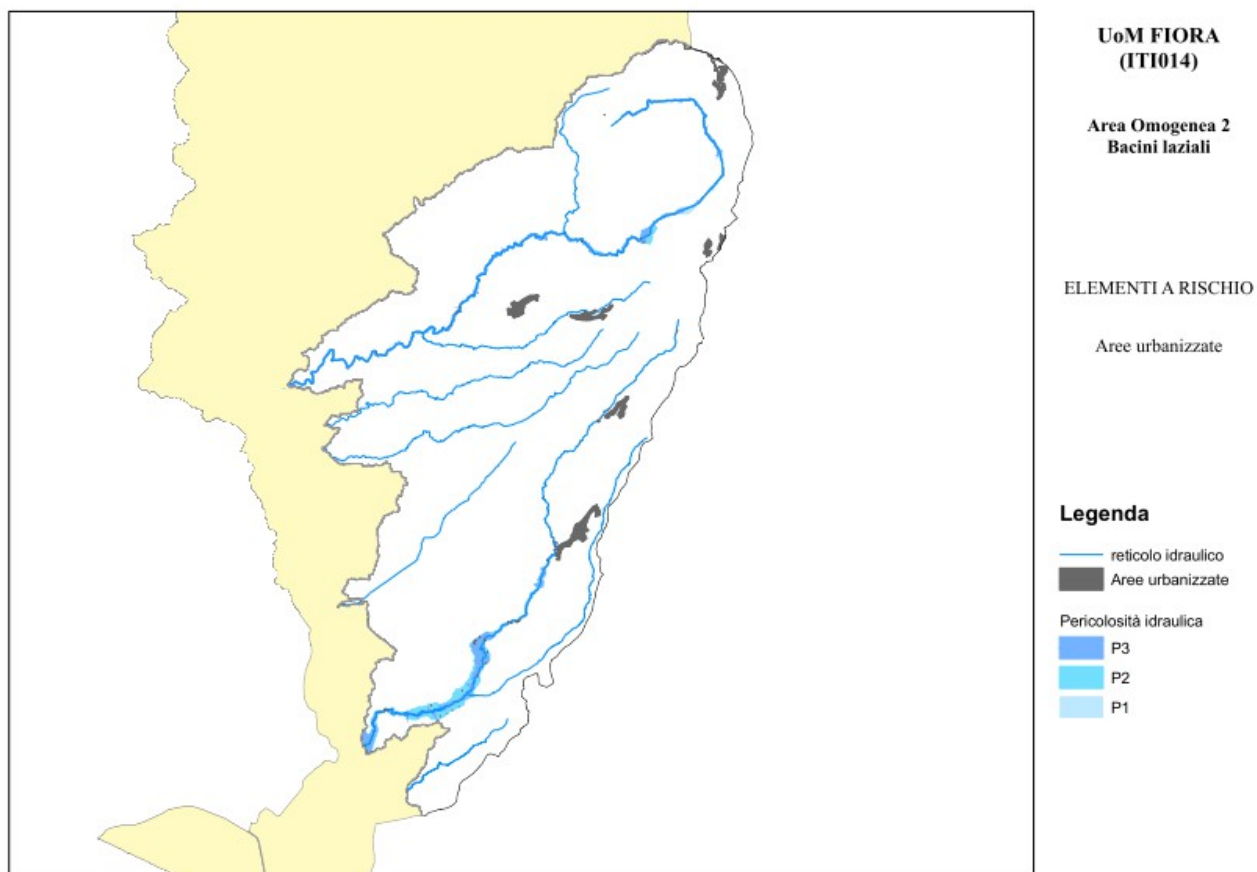 UoM FIORA
(ITI014)
Area Omogenea 2
Bacini laziali
ELEMENTI A RISCHIO
Aree urbanizzate
Legenda
reticolo idraulico
Aree urbanizzate
Pericolosità idraulica
P3
P2
P1